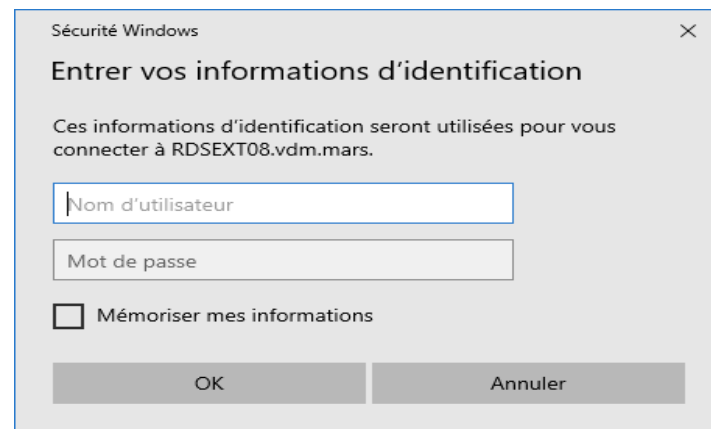 Sécurité Windows
Entrer vos informations d'identification
Ces informations d'identification seront utilisées pour vous
connecter à RDSEXT08.vdm.mars.
Nom d'utilisateur
Mot de passe
Mémoriser mes informations
OK
Annuler